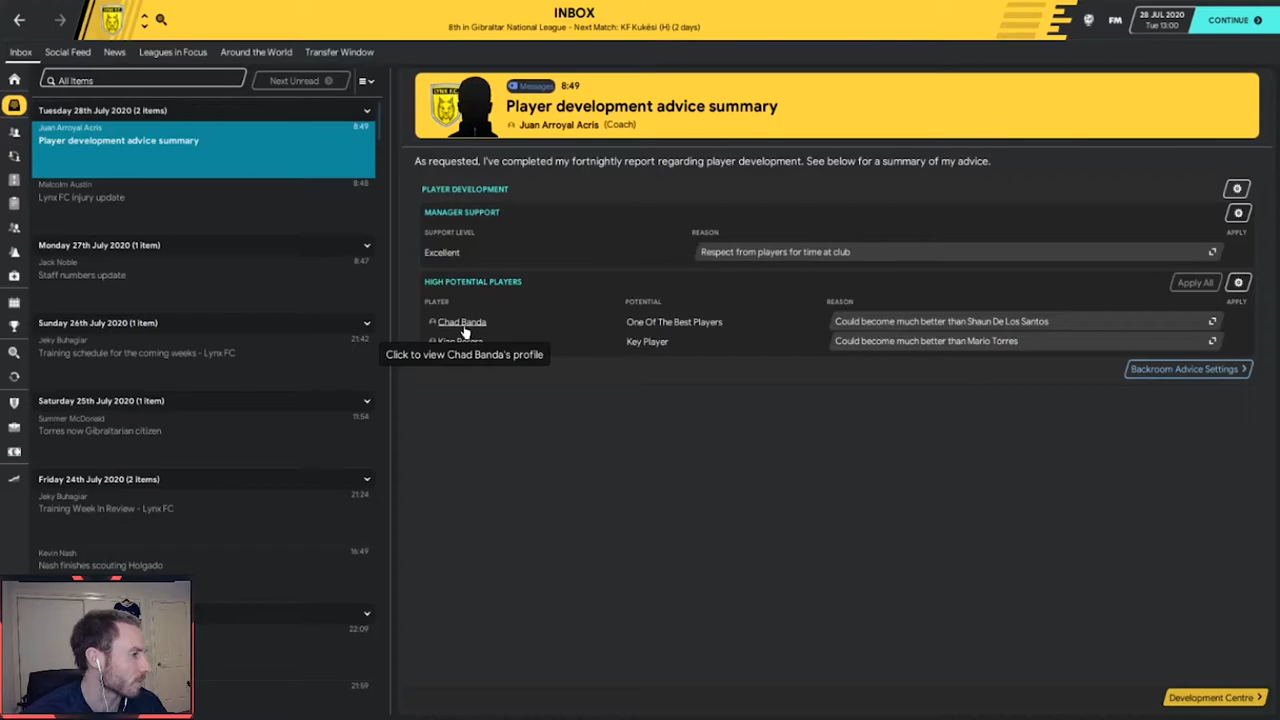 INBOX
8th in Gibraltar National League - Next Match: KF Kukësi (H) (2 days)
FM
28 JUL 2020
Tue 13:00
CONTINUE
Inbox
Social Feed
News
Leagues in Focus
Around the World
Transfer Window
All Items
Next Unread
Tuesday 28th July 2020 (2 items)
Juan Arroyal Acris
8:49
Player development advice summary
Malcolm Austin
8:48
Lynx FC injury update
Monday 27th July 2020 (1 item)
Jack Noble
8:47
Staff numbers update
Sunday 26th July 2020 (1 item)
Jeky Buhagiar
21:42
Training schedule for the coming weeks - Lynx FC
Saturday 25th July 2020 (1 item)
Summer McDonald
11:54
Torres now Gibraltarian citizen
Friday 24th July 2020 (2 items)
Jeky Buhagiar
21:24
Training Week In Review - Lynx FC
Kevin Nash
16:49
Nash finishes scouting Holgado
22:09
21:59
Messages
8:49
Player development advice summary
Juan Arroyal Acris (Coach)
As requested, I've completed my fortnightly report regarding player development. See below for a summary of my advice.
PLAYER DEVELOPMENT
MANAGER SUPPORT
SUPPORT LEVEL
REASON
APPLY
Excellent
Respect from players for time at club
HIGH POTENTIAL PLAYERS
Apply All
PLAYER
POTENTIAL
REASON
APPLY
Chad Banda
One Of The Best Players
Could become much better than Shaun De Los Santos
Key Player
Could become much better than Mario Torres
Click to view Chad Banda's profile
Backroom Advice Settings
Development Centre